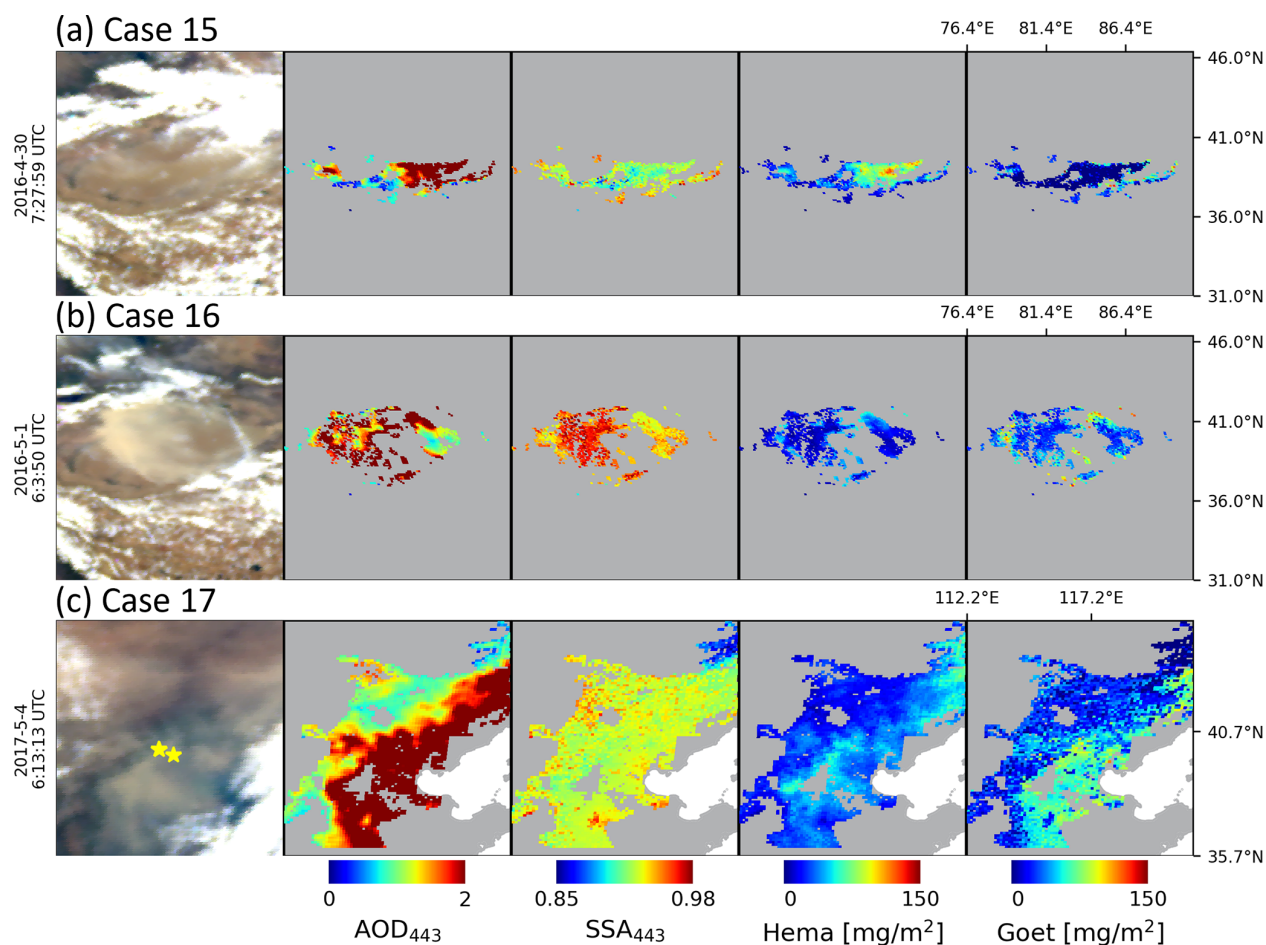 (a) Case 15
76.4°E 81.4°E 86.4°E
2016-4-30
7:27:59 UTC
46.0°N
41.0°N
36.0°N
31.0°N
(b) Case 16
76.4°E 81.4°E 86.4°E
2016-5-1
6:3:50 UTC
46.0°N
41.0°N
36.0°N
31.0°N
(c) Case 17
112.2°E 117.2°E
2017-5-4
6:13:13 UTC
40.7°N
35.7°N
0 2 0.85 0.98 0 150 0 150
AOD₄₄₃ SSA₄₄₃ Hema [mg/m²] Goet [mg/m²]